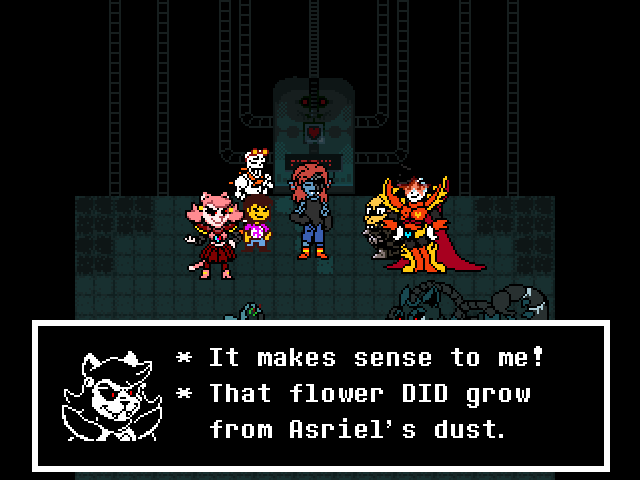 * It makes sense to me!
* That flower DID grow
from Asriel's dust.